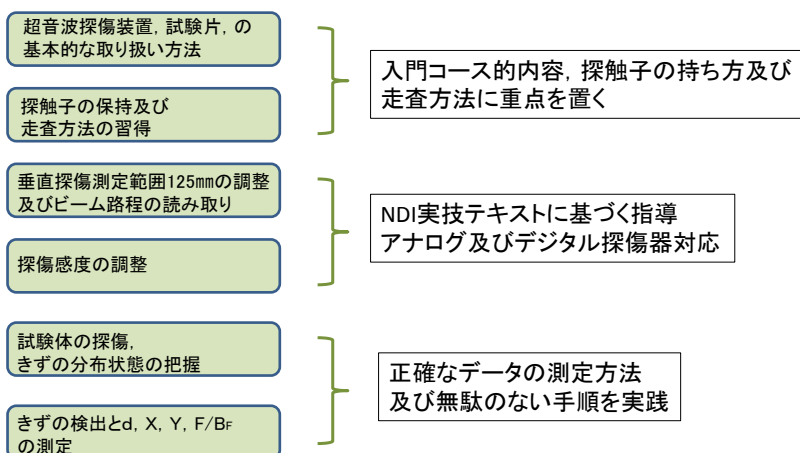 超音波探傷装置, 試験片, の
基本的な取り扱い方法
探触子の保持及び
走査方法の習得
入門コース的内容, 探触子の持ち方及び
走査方法に重点を置く
垂直探傷測定範囲125㎜の調整
及びビーム路程の読み取り
探傷感度の調整
NDI実技テキストに基づく指導
アナログ及びデジタル探傷器対応
試験体の探傷,
きずの分布状態の把握
きずの検出とd, X, Y, F/BF
の測定
正確なデータの測定方法
及び無駄のない手順を実践